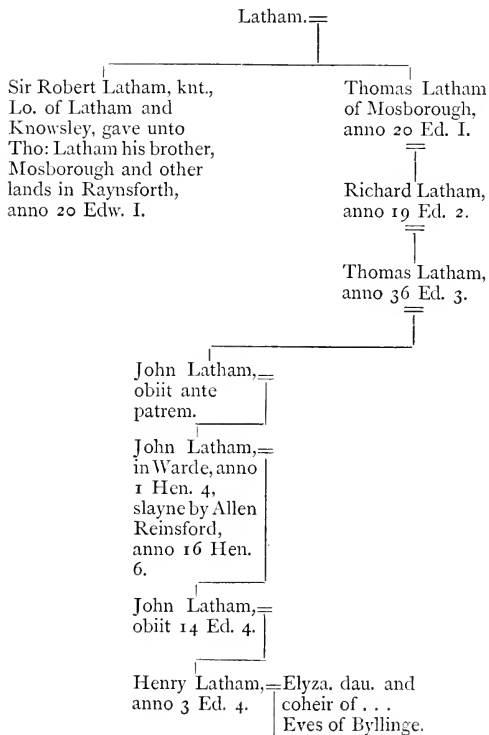 Latham.=
Sir Robert Latham, knt.,
Lo. of Latham and
Knowsley, gave unto
Tho: Latham his brother,
Mosborough and other
lands in Raynsforth,
anno 20 Edw. I.
Thomas Latham
of Mosborough,
anno 20 Ed. I.
=
Richard Latham,
anno 19 Ed. 2.
=
Thomas Latham,
anno 36 Ed. 3.
=
John Latham,=
obiit ante
patrem.
John Latham,=
in Warde, anno
1 Hen. 4,
slayne by Allen
Reinsford,
anno 16 Hen.
6.
John Latham,=
obiit 14 Ed. 4.
Henry Latham,=Elyza. dau. and
anno 3 Ed. 4. coheir of . . .
Eves of Byllinge.